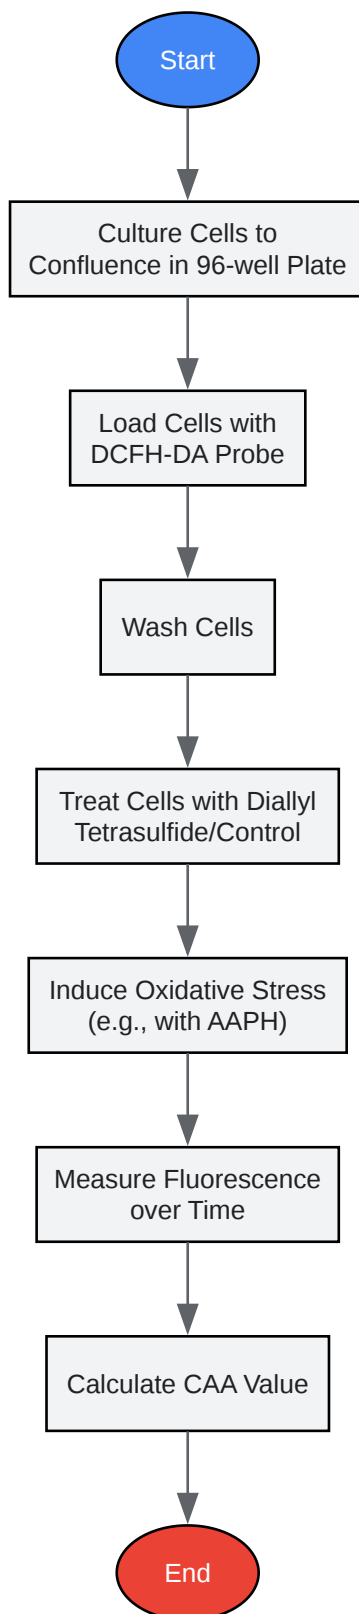 Start
Culture Cells to
Confluence in 96-well Plate
Load Cells with
DCFH-DA Probe
Wash Cells
Treat Cells with Diallyl
Tetrasulfide/Control
Induce Oxidative Stress
(e.g., with AAPH)
Measure Fluorescence
over Time
Calculate CAA Value
End